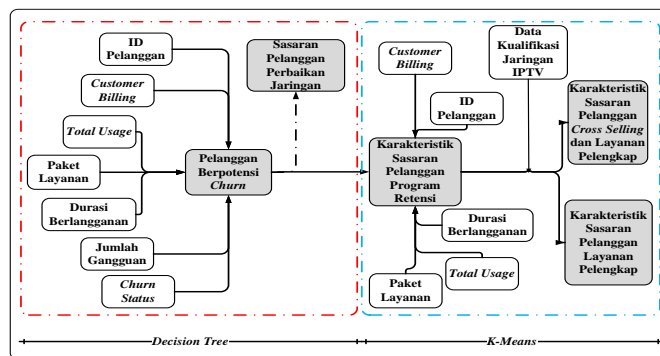 ID
Pelanggan
Customer
Billing
Total Usage
Paket
Layanan
Durasi
Berlangganan
Jumlah
Gangguan
Churn
Status
Pelanggan
Berpotensi
Churn
Sasaran
Pelanggan
Perbaikan
Jaringan
Customer
Billing
ID
Pelanggan
Data
Kualifikasi
Jaringan
IPTV
Karakteristik
Sasaran
Pelanggan
Program
Retensi
Durasi
Berlangganan
Total Usage
Paket
Layanan
Karakteristik
Sasaran
Pelanggan
Cross Selling
dan Layanan
Pelengkap
Karakteristik
Sasaran
Pelanggan
Layanan
Pelengkap
Decision Tree
K-Means